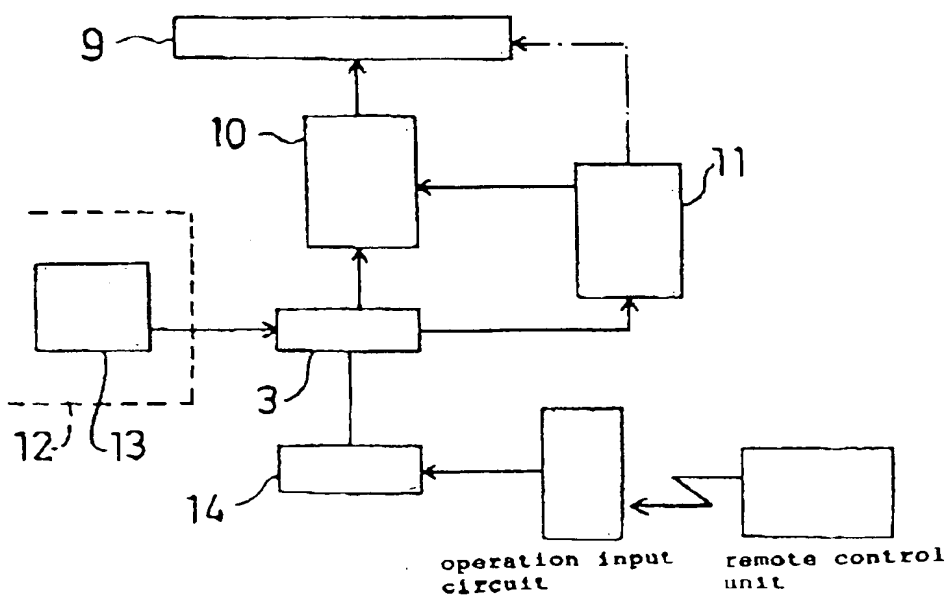 9
10
11
3
12
13
14
operation input
circuit
remote control
unit